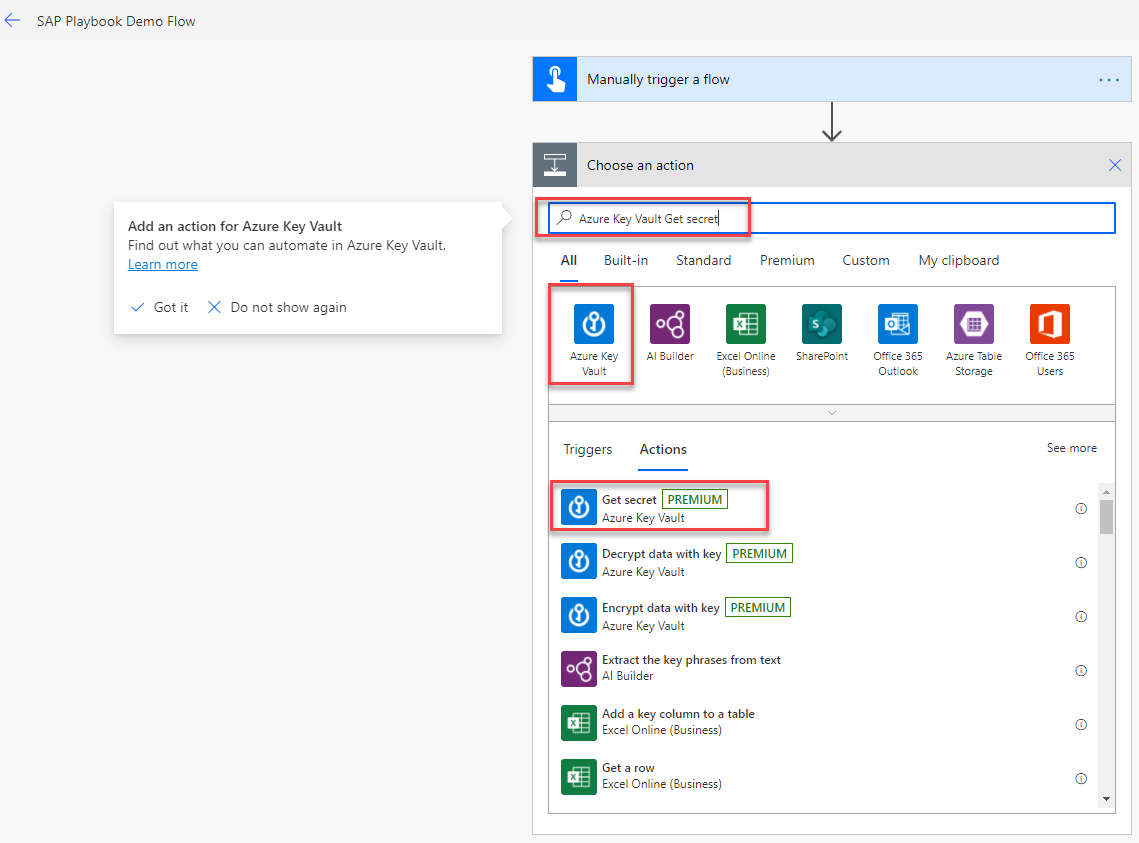 SAP Playbook Demo Flow
Manually trigger a flow
Choose an action
Azure Key Vault Get secret
Add an action for Azure Key Vault
Find out what you can automate in Azure Key Vault.
Learn more
Got it
Do not show again
All
Built-in
Standard
Premium
Custom
My clipboard
Azure Key
Vault
AI Builder
Excel Online
(Business)
SharePoint
Office 365
Outlook
Azure Table
Storage
Office 365
Users
Triggers
Actions
See more
Get secret PREMIUM
Azure Key Vault
Decrypt data with key PREMIUM
Azure Key Vault
Encrypt data with key PREMIUM
Azure Key Vault
Extract the key phrases from text
AI Builder
Add a key column to a table
Excel Online (Business)
Get a row
Excel Online (Business)